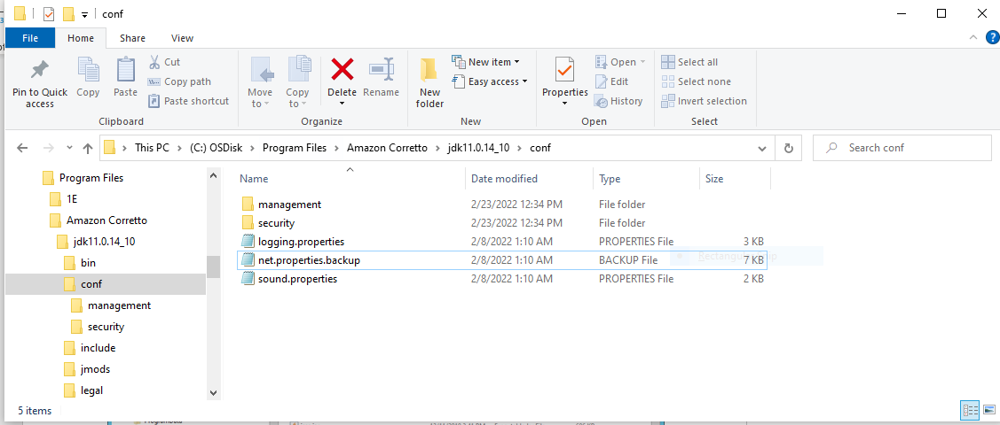 conf
File Home Share View
Pin to Quick access
Copy
Paste
Cut
Copy path
Paste shortcut
Clipboard
Move to
Copy to
Delete
Rename
Organize
New folder
New item
Easy access
New
Properties
Open
Edit
History
Open
Select all
Select none
Invert selection
Select
This PC > (C:) OSDisk > Program Files > Amazon Corretto > jdk11.0.14_10 > conf
Search conf
Program Files
1E
Amazon Corretto
jdk11.0.14_10
bin
conf
management
security
include
jmods
legal
Name Date modified Type Size
management 2/23/2022 12:34 PM File folder
security 2/23/2022 12:34 PM File folder
logging.properties 2/8/2022 1:10 AM PROPERTIES File 3 KB
net.properties.backup 2/8/2022 1:10 AM BACKUP File 7 KB
sound.properties 2/8/2022 1:10 AM PROPERTIES File 2 KB
5 items